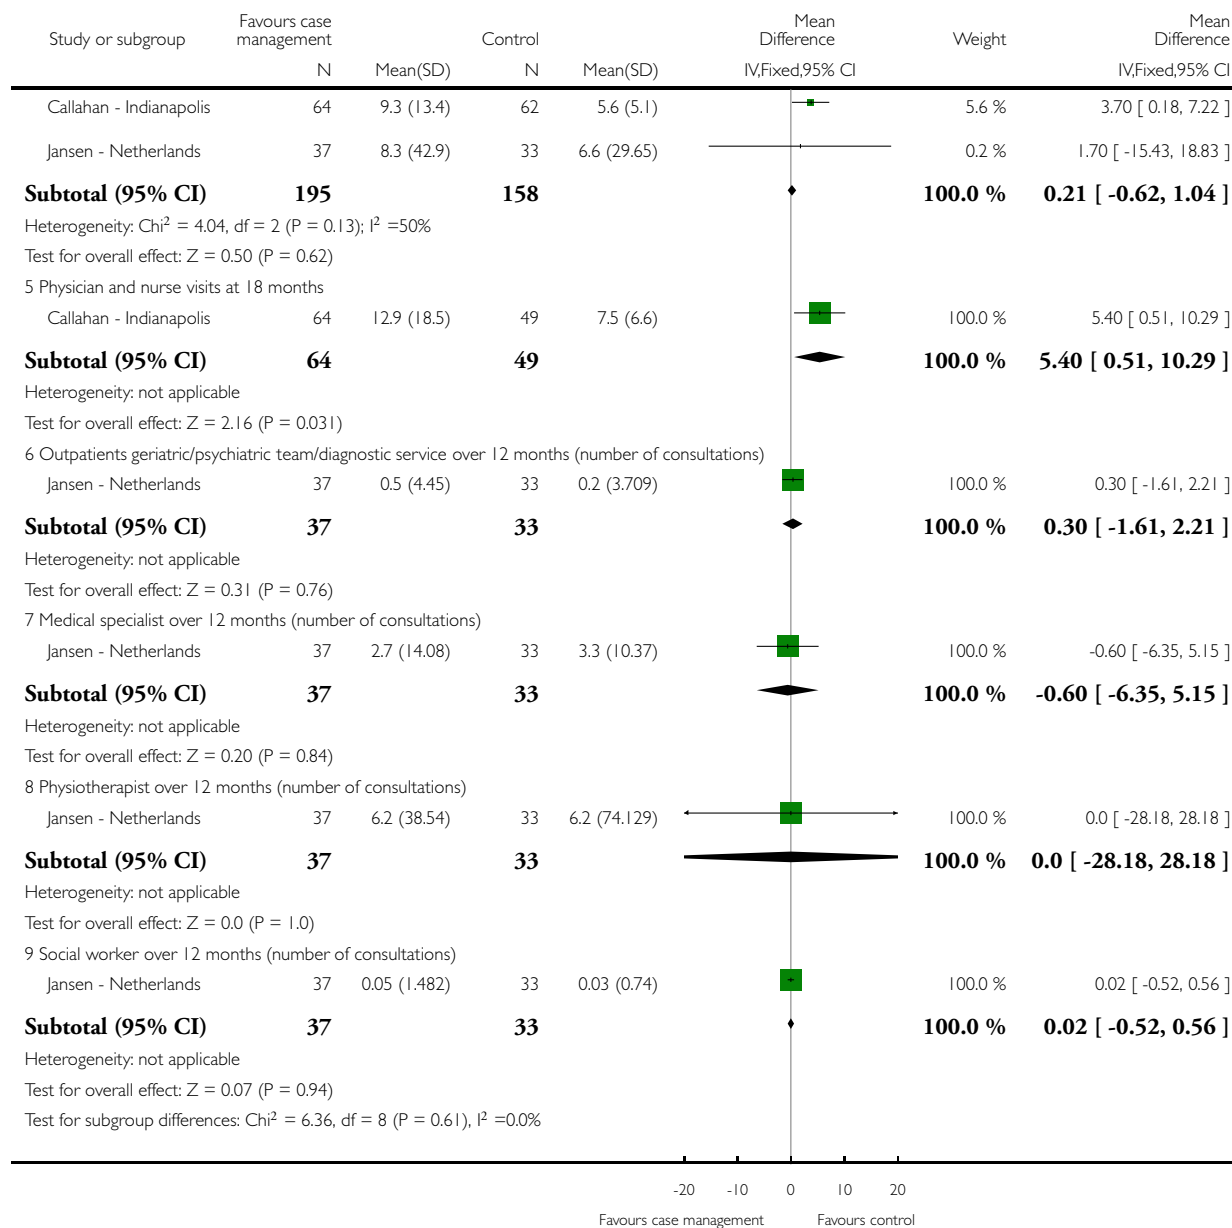 Study or subgroup Favours case management Control Mean Difference Weight Mean Difference
N Mean(SD) N Mean(SD) IV,Fixed,95% CI IV,Fixed,95% CI
Callahan - Indianapolis 64 9.3 (13.4) 62 5.6 (5.1) 5.6 % 3.70 [ 0.18, 7.22 ]
Jansen - Netherlands 37 8.3 (42.9) 33 6.6 (29.65) 0.2 % 1.70 [ -15.43, 18.83 ]
Subtotal (95% CI) 195 158 100.0 % 0.21 [ -0.62, 1.04 ]
Heterogeneity: Chi² = 4.04, df = 2 (P = 0.13); I² =50%
Test for overall effect: Z = 0.50 (P = 0.62)
5 Physician and nurse visits at 18 months
Callahan - Indianapolis 64 12.9 (18.5) 49 7.5 (6.6) 100.0 % 5.40 [ 0.51, 10.29 ]
Subtotal (95% CI) 64 49 100.0 % 5.40 [ 0.51, 10.29 ]
Heterogeneity: not applicable
Test for overall effect: Z = 2.16 (P = 0.031)
6 Outpatients geriatric/psychiatric team/diagnostic service over 12 months (number of consultations)
Jansen - Netherlands 37 0.5 (4.45) 33 0.2 (3.709) 100.0 % 0.30 [ -1.61, 2.21 ]
Subtotal (95% CI) 37 33 100.0 % 0.30 [ -1.61, 2.21 ]
Heterogeneity: not applicable
Test for overall effect: Z = 0.31 (P = 0.76)
7 Medical specialist over 12 months (number of consultations)
Jansen - Netherlands 37 2.7 (14.08) 33 3.3 (10.37) 100.0 % -0.60 [ -6.35, 5.15 ]
Subtotal (95% CI) 37 33 100.0 % -0.60 [ -6.35, 5.15 ]
Heterogeneity: not applicable
Test for overall effect: Z = 0.20 (P = 0.84)
8 Physiotherapist over 12 months (number of consultations)
Jansen - Netherlands 37 6.2 (38.54) 33 6.2 (74.129) 100.0 % 0.0 [ -28.18, 28.18 ]
Subtotal (95% CI) 37 33 100.0 % 0.0 [ -28.18, 28.18 ]
Heterogeneity: not applicable
Test for overall effect: Z = 0.0 (P = 1.0)
9 Social worker over 12 months (number of consultations)
Jansen - Netherlands 37 0.05 (1.482) 33 0.03 (0.74) 100.0 % 0.02 [ -0.52, 0.56 ]
Subtotal (95% CI) 37 33 100.0 % 0.02 [ -0.52, 0.56 ]
Heterogeneity: not applicable
Test for overall effect: Z = 0.07 (P = 0.94)
Test for subgroup differences: Chi² = 6.36, df = 8 (P = 0.61), I² =0.0%
-20 -10 0 10 20
Favours case management Favours control